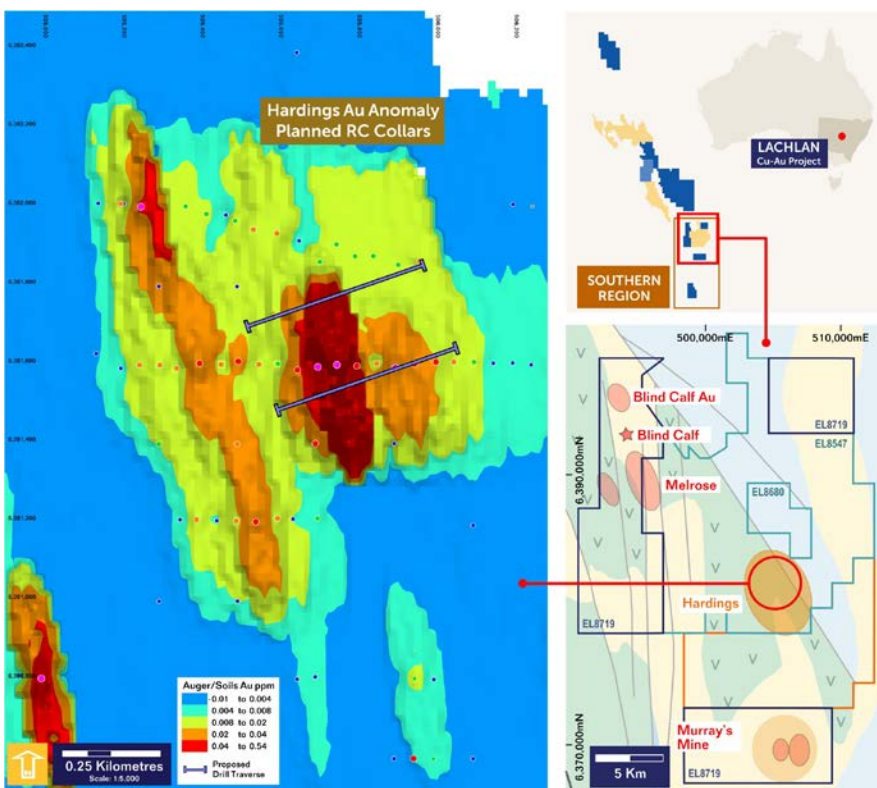 Hardings Au Anomaly
Planned RC Collars
Auger/Soils Au ppm
-0.01 to 0.004
0.004 to 0.008
0.008 to 0.02
0.02 to 0.04
0.04 to 0.54
Proposed
Drill Traverse
0.25 Kilometres
Scale: 1:5,000
LACHLAN
Cu-Au Project
SOUTHERN
REGION
500,000mE
510,000mE
6,390,000mN
6,370,000mN
Blind Calf Au
Blind Calf
Melrose
EL8719
EL8547
EL8680
Hardings
EL8719
Murray's
Mine
EL8719
5 Km